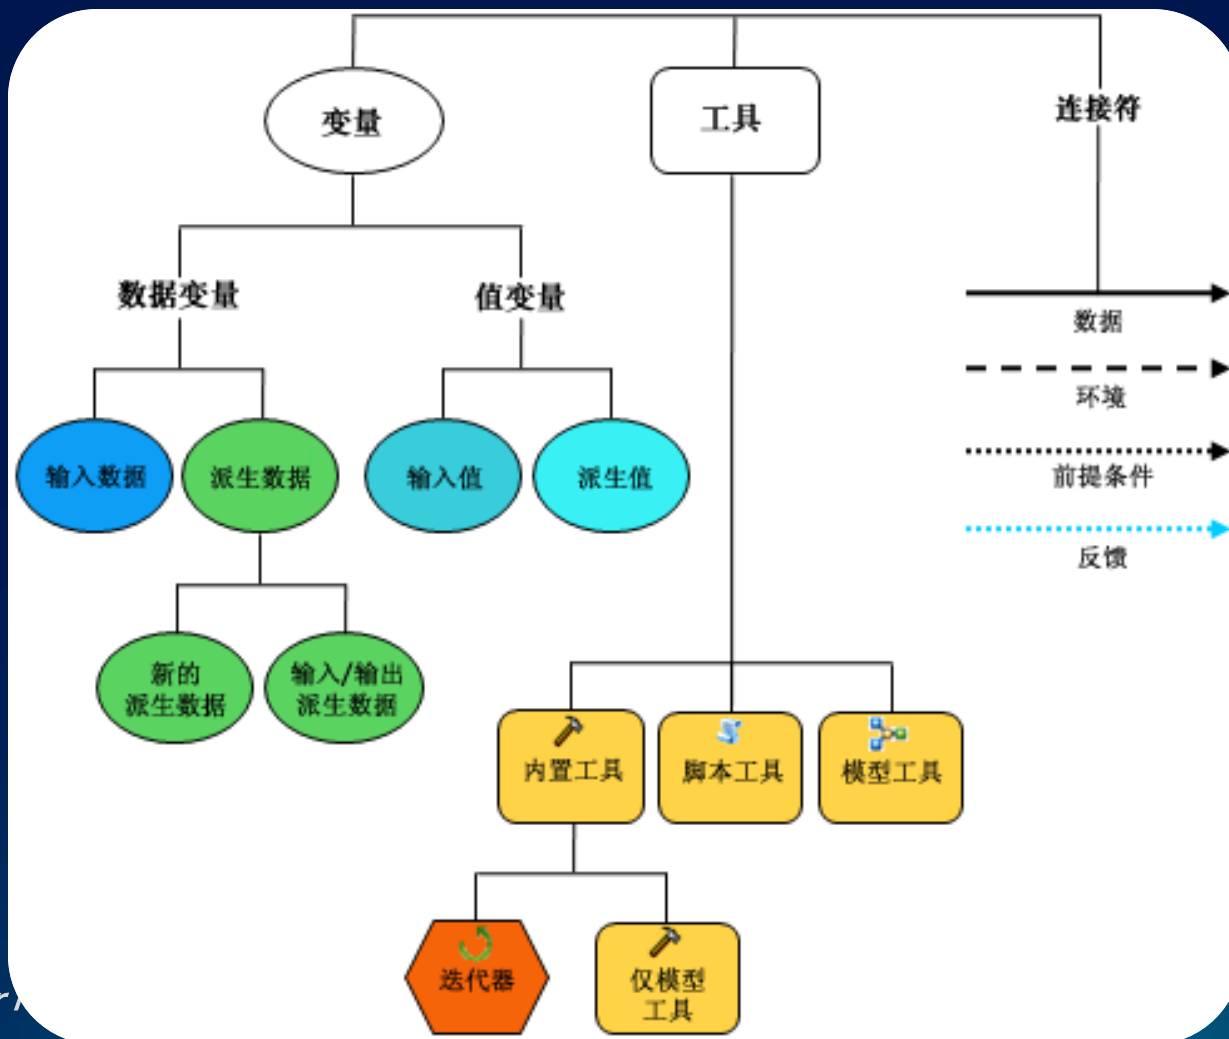 变量
工具
连接符
数据变量
值变量
数据
环境
前提条件
反馈
输入数据
派生数据
输入值
派生值
新的
派生数据
输入/输出
派生数据
内置工具
脚本工具
模型工具
迭代器
仅模型
工具